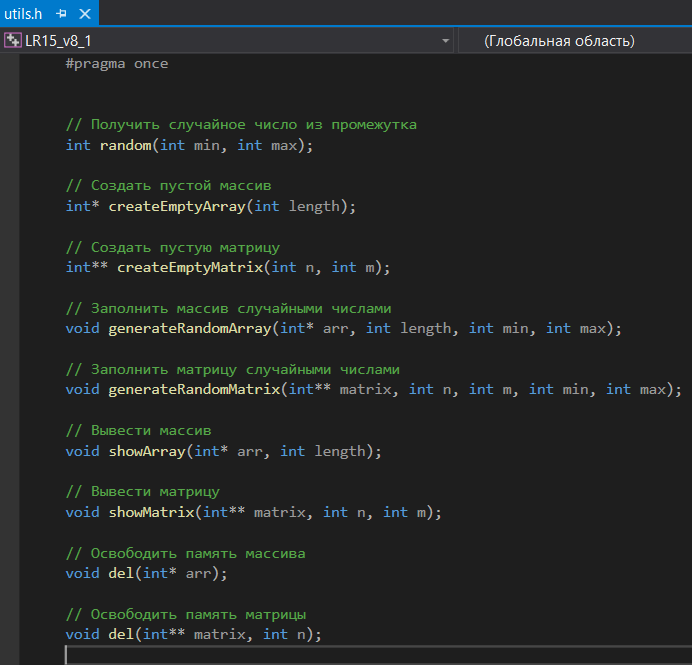 utils.h
LR15_v8_1 (Глобальная область)
#pragma once
// Получить случайное число из промежутка
int random(int min, int max);
// Создать пустой массив
int* createEmptyArray(int length);
// Создать пустую матрицу
int** createEmptyMatrix(int n, int m);
// Заполнить массив случайными числами
void generateRandomArray(int* arr, int length, int min, int max);
// Заполнить матрицу случайными числами
void generateRandomMatrix(int** matrix, int n, int m, int min, int max);
// Вывести массив
void showArray(int* arr, int length);
// Вывести матрицу
void showMatrix(int** matrix, int n, int m);
// Освободить память массива
void del(int* arr);
// Освободить память матрицы
void del(int** matrix, int n);